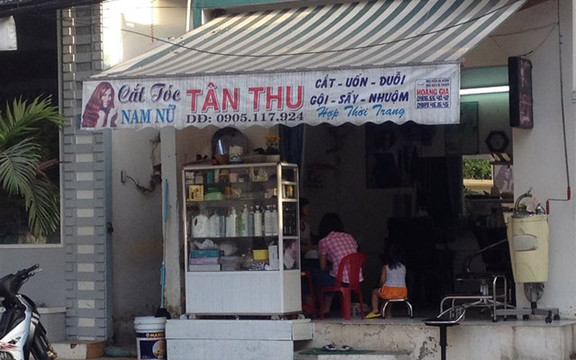 Cắt Tóc
NAM NỮ
TÂN THU
DĐ: 0905.117.924
CẮT - UỐN - DUỖI
GỘI - SẤY - NHUỘM
Hợp Thời Trang
HOÀNG GIA